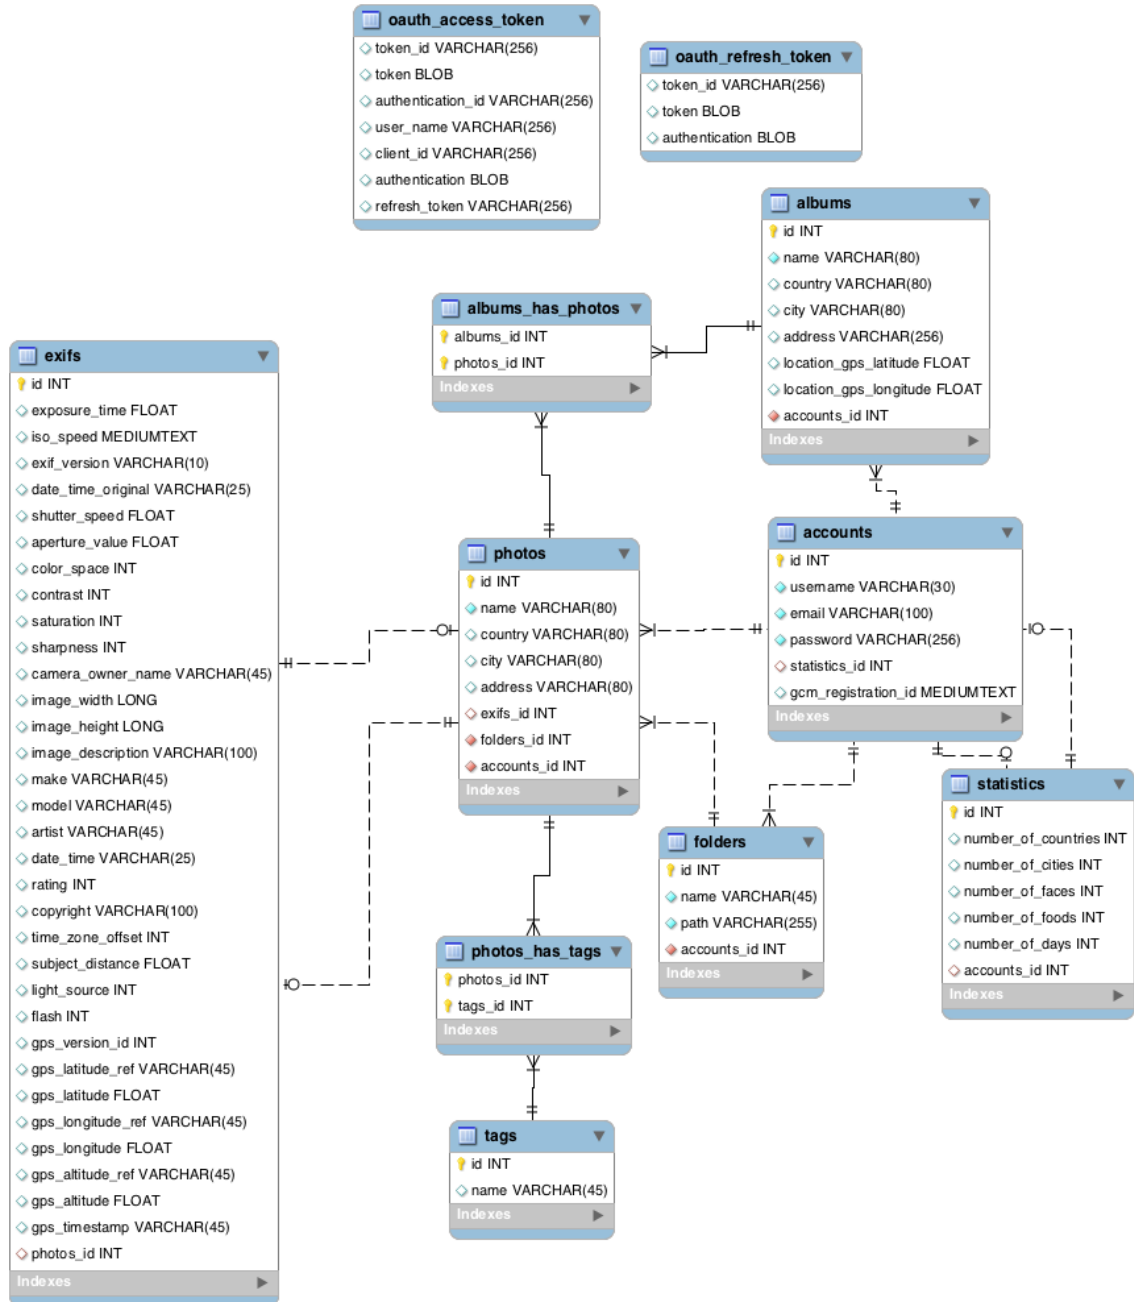 oauth_access_token
token_id VARCHAR(256)
token BLOB
authentication_id VARCHAR(256)
user_name VARCHAR(256)
client_id VARCHAR(256)
authentication BLOB
refresh_token VARCHAR(256)
oauth_refresh_token
token_id VARCHAR(256)
token BLOB
authentication BLOB
albums
id INT
name VARCHAR(80)
country VARCHAR(80)
city VARCHAR(80)
address VARCHAR(256)
location_gps_latitude FLOAT
location_gps_longitude FLOAT
accounts_id INT
Indexes
albums_has_photos
albums_id INT
photos_id INT
Indexes
exifs
id INT
exposure_time FLOAT
iso_speed MEDIUMTEXT
exif_version VARCHAR(10)
date_time_original VARCHAR(25)
shutter_speed FLOAT
aperture_value FLOAT
color_space INT
contrast INT
saturation INT
sharpness INT
camera_owner_name VARCHAR(45)
image_width LONG
image_height LONG
image_description VARCHAR(100)
make VARCHAR(45)
model VARCHAR(45)
artist VARCHAR(45)
date_time VARCHAR(25)
rating INT
copyright VARCHAR(100)
time_zone_offset INT
subject_distance FLOAT
light_source INT
flash INT
gps_version_id INT
gps_latitude_ref VARCHAR(45)
gps_latitude FLOAT
gps_longitude_ref VARCHAR(45)
gps_longitude FLOAT
gps_altitude_ref VARCHAR(45)
gps_altitude FLOAT
gps_timestamp VARCHAR(45)
photos_id INT
Indexes
photos
id INT
name VARCHAR(80)
country VARCHAR(80)
city VARCHAR(80)
address VARCHAR(80)
exifs_id INT
folders_id INT
accounts_id INT
Indexes
accounts
id INT
username VARCHAR(30)
email VARCHAR(100)
password VARCHAR(256)
statistics_id INT
gcm_registration_id MEDIUMTEXT
Indexes
statistics
id INT
number_of_countries INT
number_of_cities INT
number_of_faces INT
number_of_foods INT
number_of_days INT
accounts_id INT
Indexes
folders
id INT
name VARCHAR(45)
path VARCHAR(255)
accounts_id INT
Indexes
photos_has_tags
photos_id INT
tags_id INT
Indexes
tags
id INT
name VARCHAR(45)
Indexes